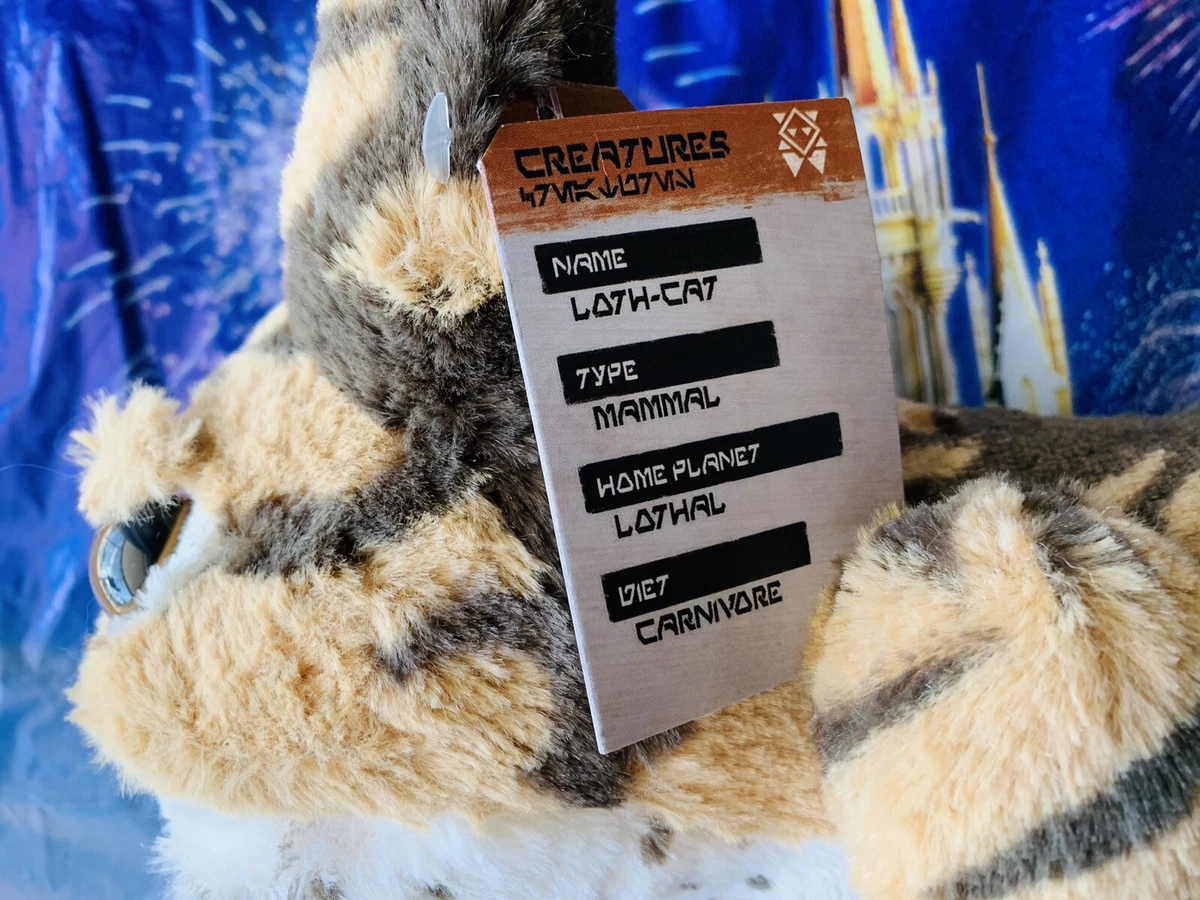 CREATURES
NAME
LOTH-CAT
TYPE
MAMMAL
HOME PLANET
LOTHAL
DIET
CARNIVORE